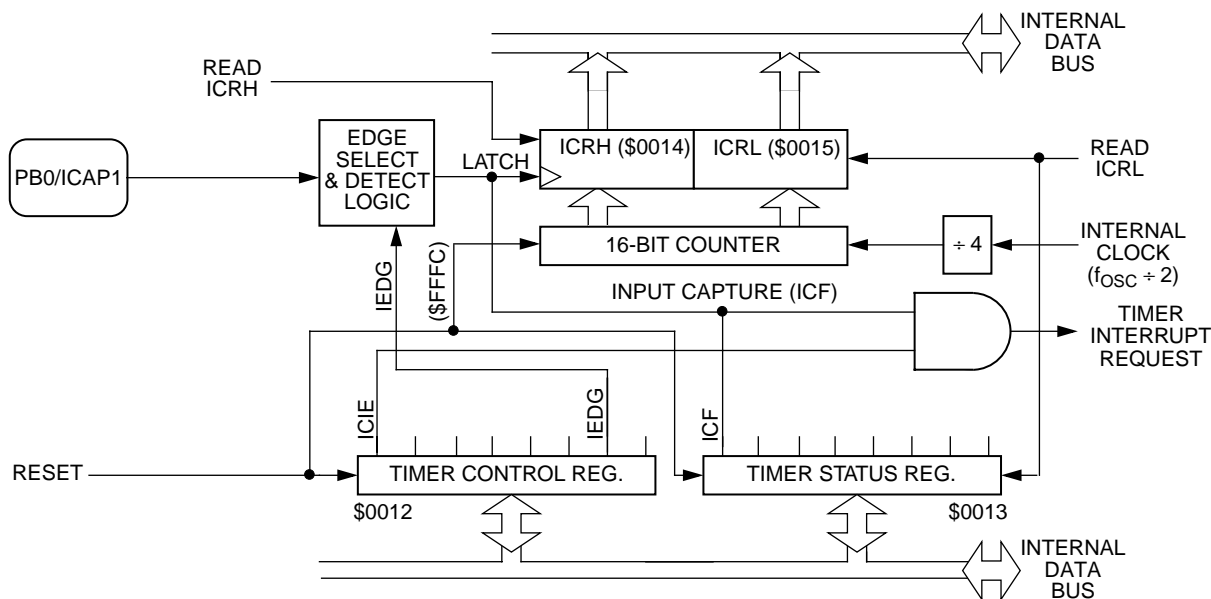 INTERNAL
DATA
BUS
READ
ICRH
EDGE
SELECT
& DETECT
LOGIC
PB0/ICAP1
LATCH
ICRH ($0014)
ICRL ($0015)
READ
ICRL
16-BIT COUNTER
÷ 4
INTERNAL
CLOCK
(fOSC ÷ 2)
IEDG
($FFFC)
INPUT CAPTURE (ICF)
TIMER
INTERRUPT
REQUEST
ICIE
IEDG
ICF
RESET
TIMER CONTROL REG.
TIMER STATUS REG.
$0012
$0013
INTERNAL
DATA
BUS